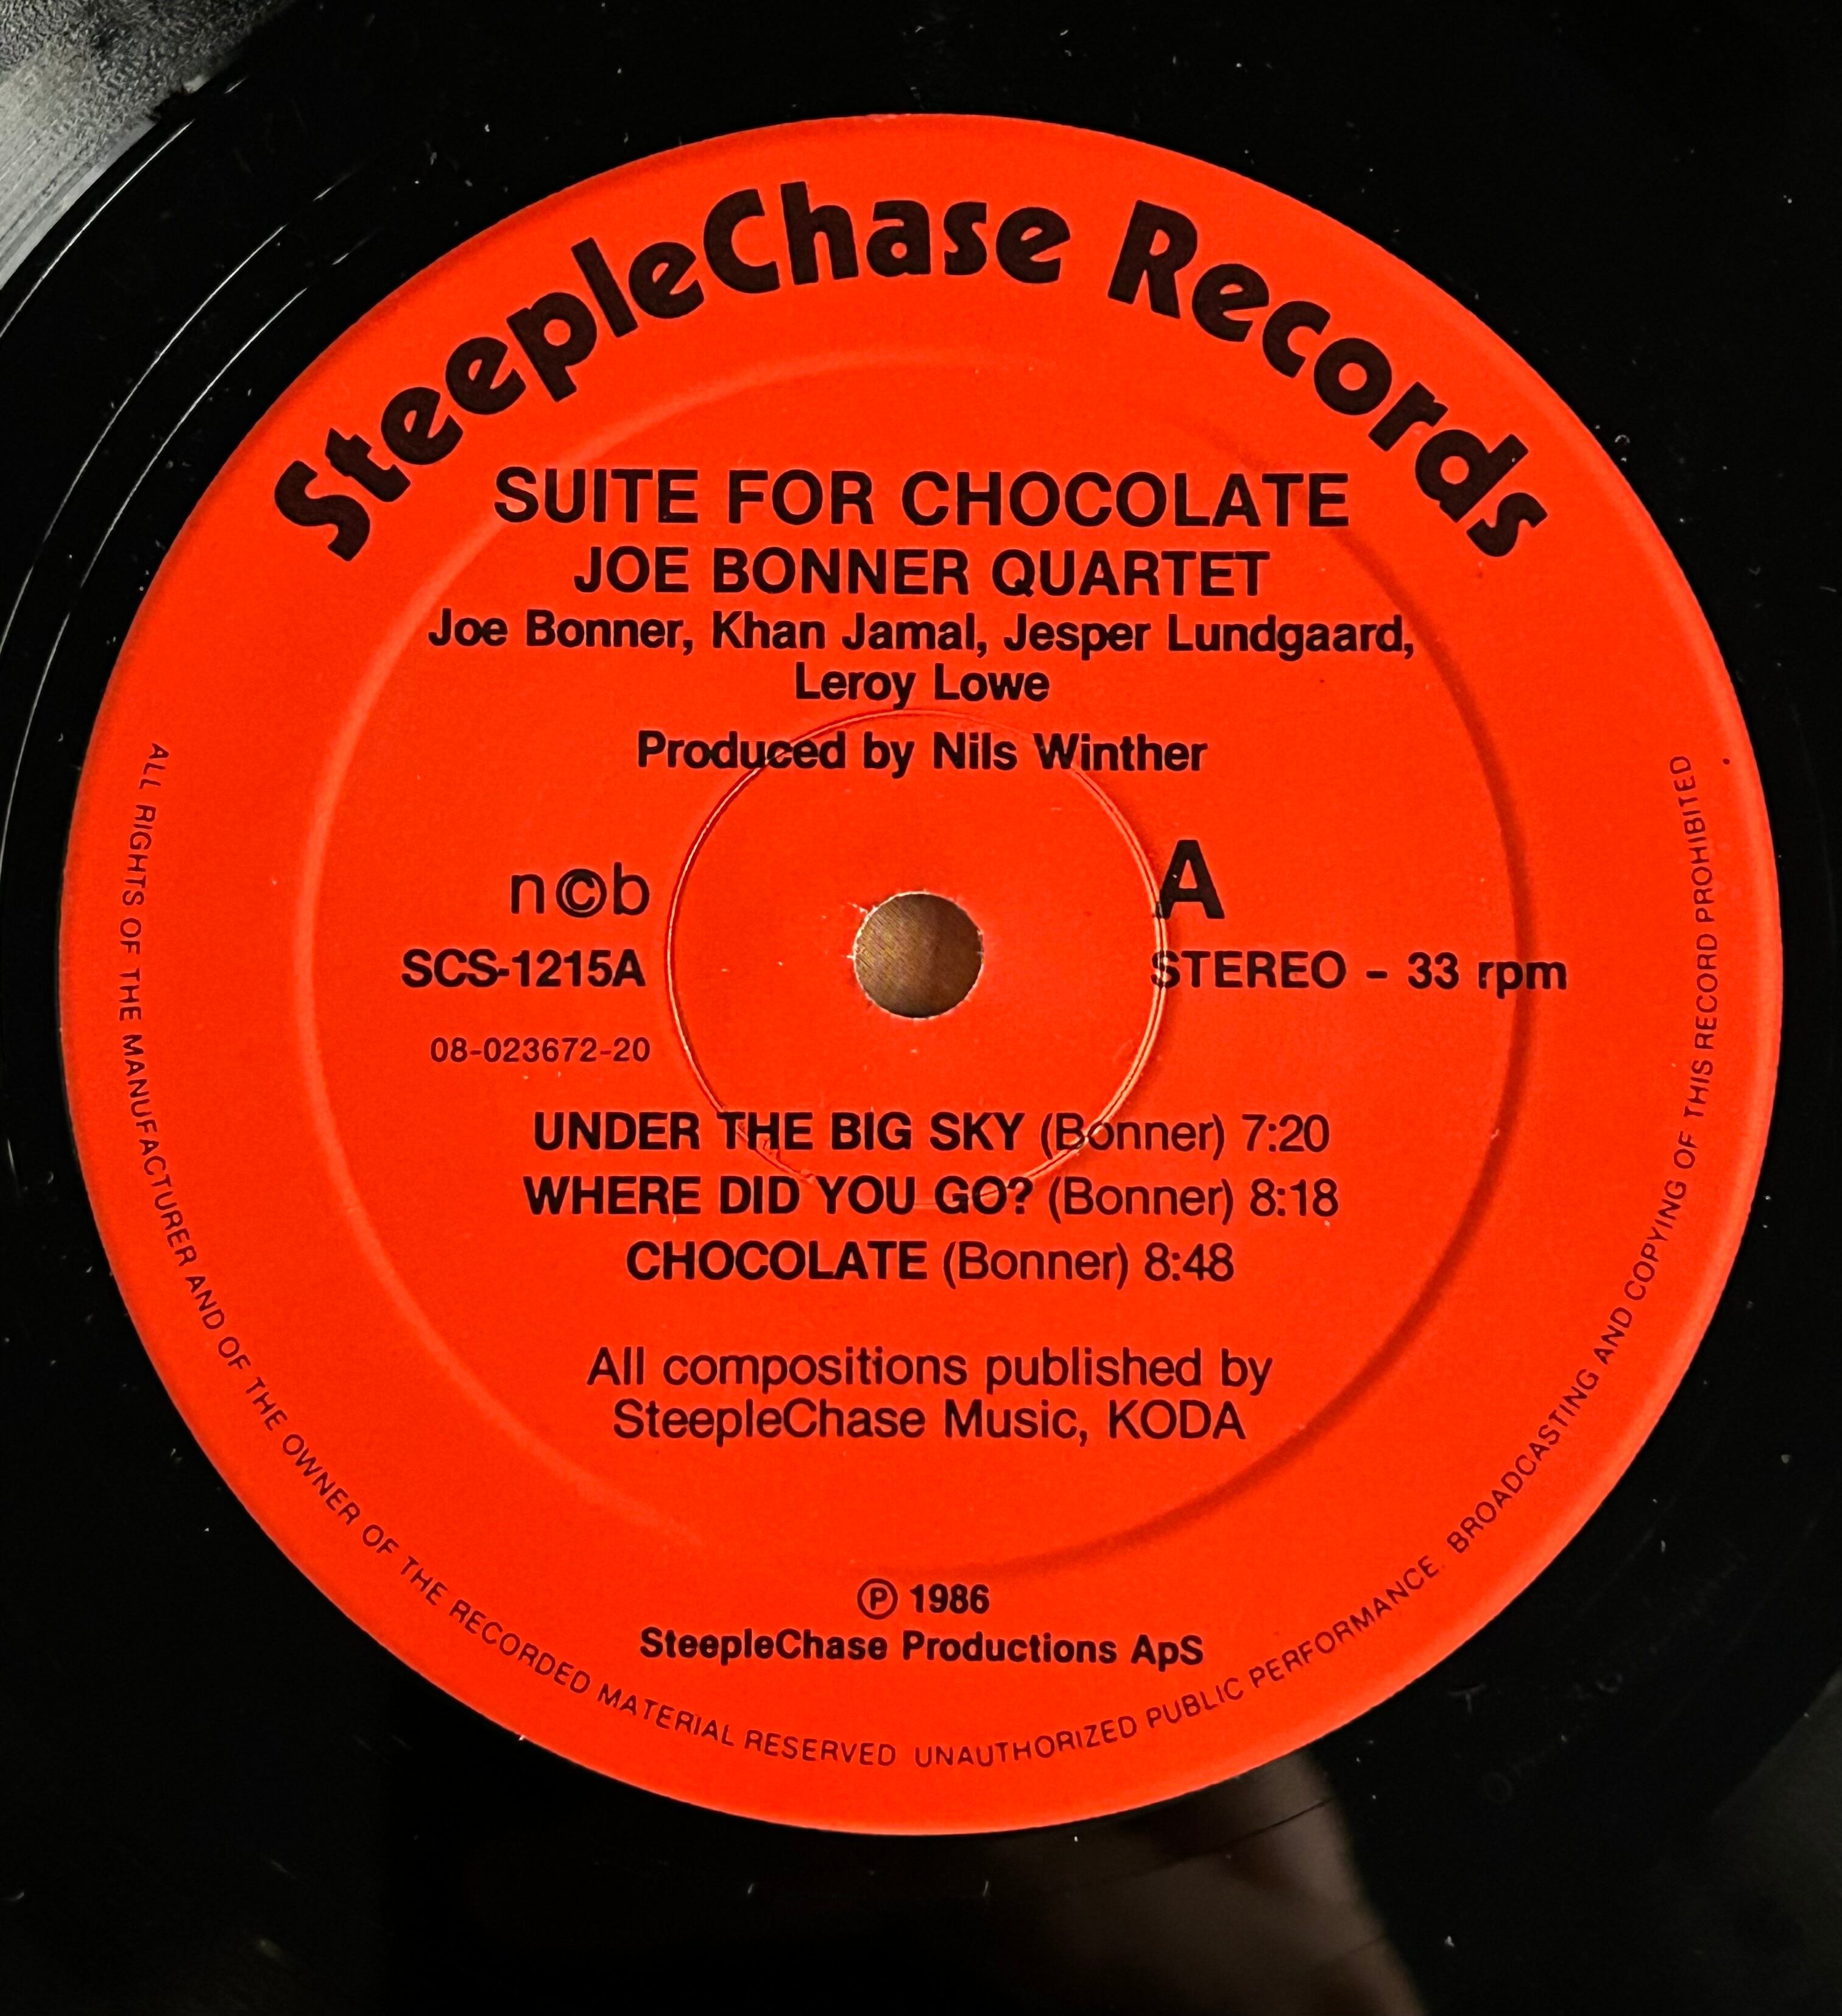 SteepleChase Records
SUITE FOR CHOCOLATE
JOE BONNER QUARTET
Joe Bonner, Khan Jamal, Jesper Lundgaard,
Leroy Lowe
Produced by Nils Winther
n©b
A
SCS-1215A
STEREO - 33 rpm
08-023672-20
UNDER THE BIG SKY (Bonner) 7:20
WHERE DID YOU GO? (Bonner) 8:18
CHOCOLATE (Bonner) 8:48
All compositions published by
SteepleChase Music, KODA
℗ 1986
SteepleChase Productions ApS
ALL RIGHTS OF THE MANUFACTURER AND OF THE OWNER OF THE RECORDED MATERIAL RESERVED UNAUTHORIZED PUBLIC PERFORMANCE. BROADCASTING AND COPYING OF THIS RECORD PROHIBITED